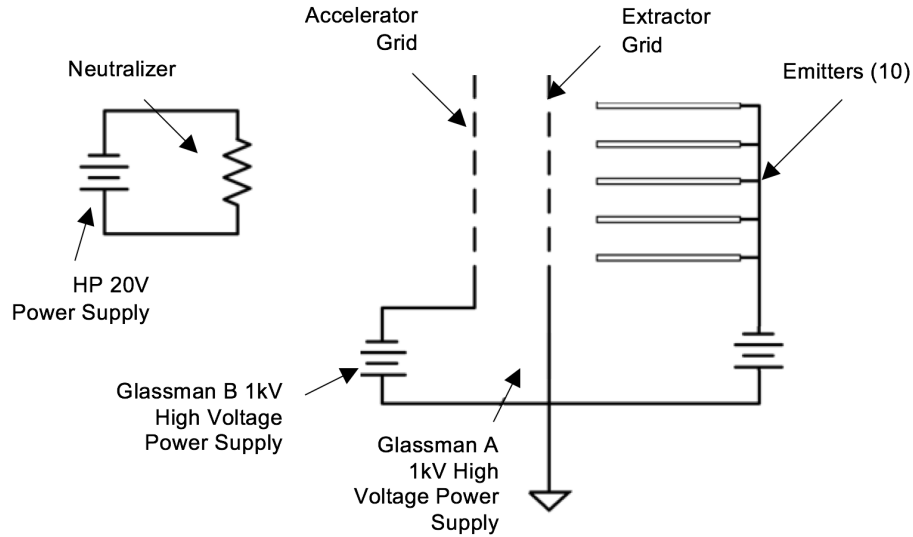 Accelerator
Grid
Extractor
Grid
Neutralizer
Emitters (10)
HP 20V
Power Supply
Glassman B 1kV
High Voltage
Power Supply
Glassman A
1kV High
Voltage Power
Supply